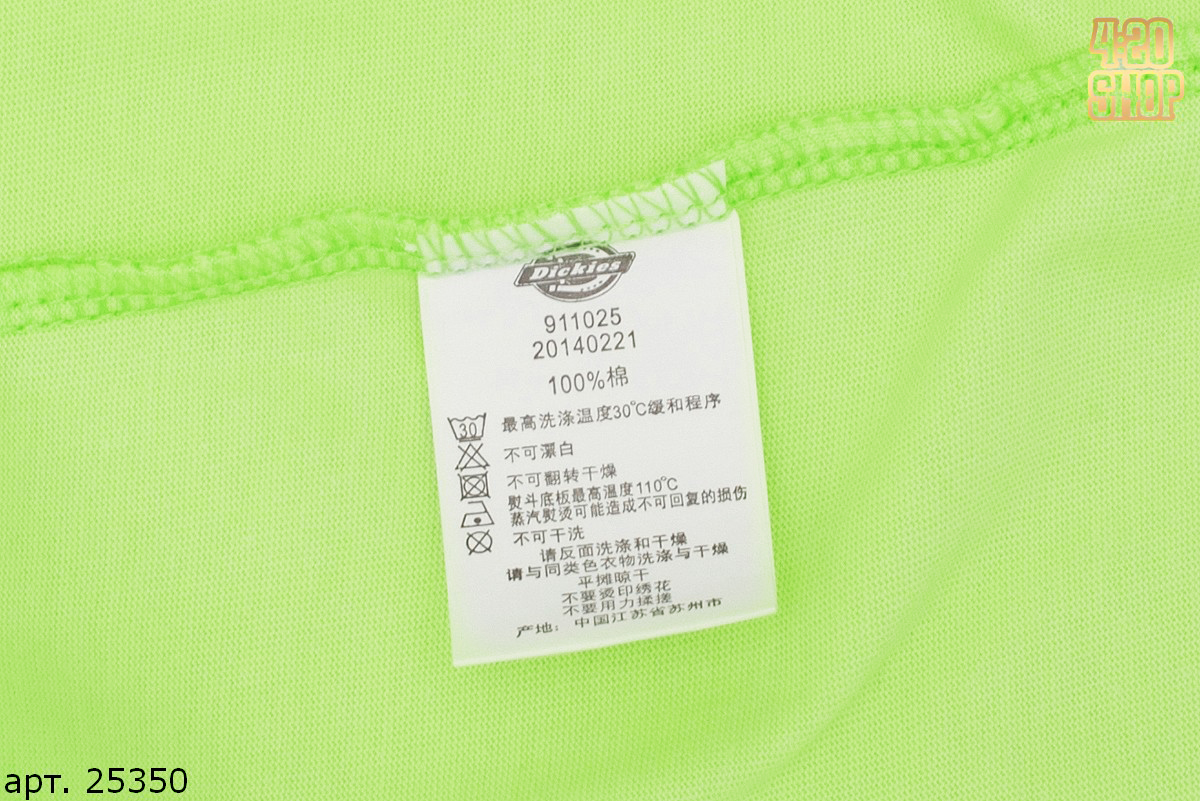 4:20
SHOP
Dickies
911025
20140221
100%棉
30
最高洗涤温度30℃缓和程序
不可漂白
不可翻转干燥
熨斗底板最高温度110℃
蒸汽熨烫可能造成不可回复的损伤
不可干洗
请反面洗涤和干燥
请与同类色衣物洗涤与干燥
平摊晾干
不要烫印绣花
不要用力揉搓
产地：中国江苏省苏州市
арт. 25350